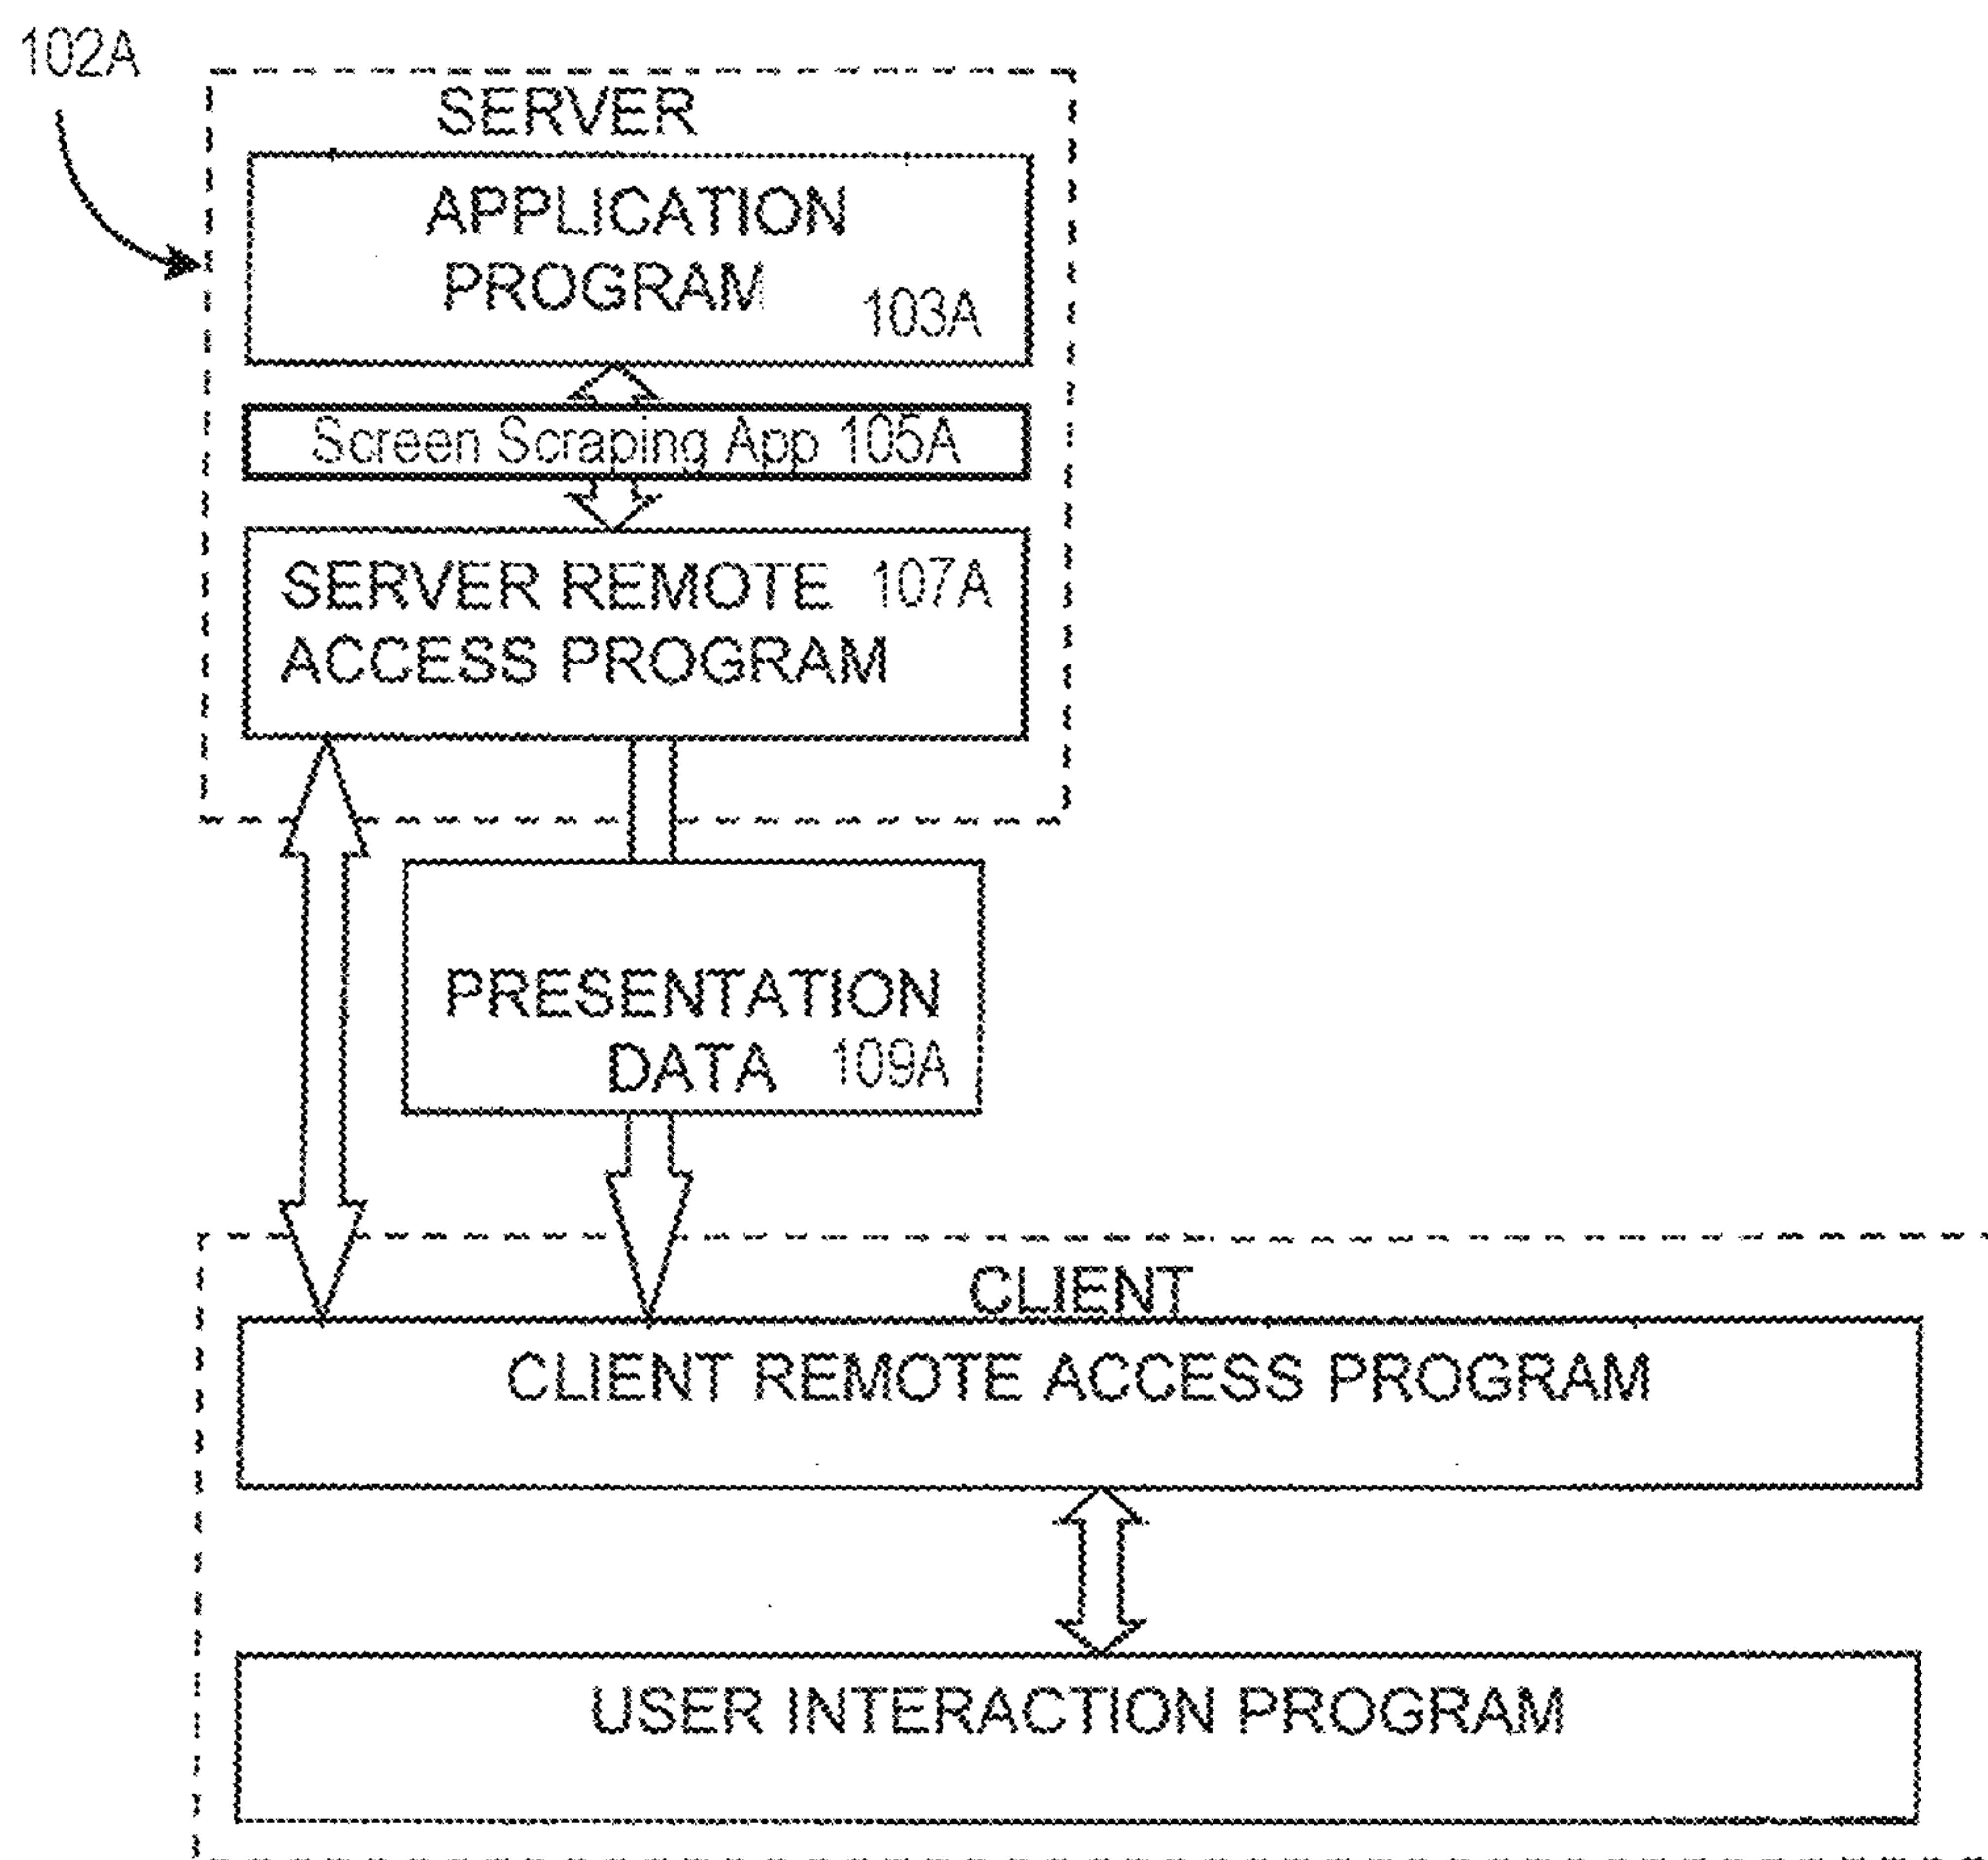 102A
SERVER
APPLICATION
PROGRAM
103A
Screen Scraping App 105A
SERVER REMOTE 107A
ACCESS PROGRAM
PRESENTATION
DATA 109A
CLIENT
CLIENT REMOTE ACCESS PROGRAM
USER INTERACTION PROGRAM